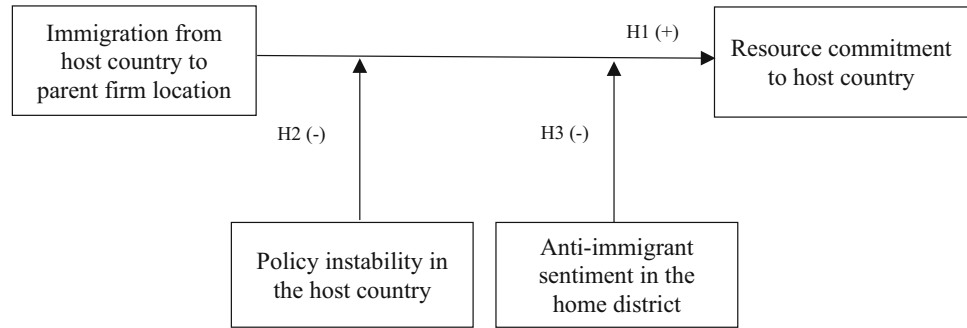 Immigration from
host country to
parent firm location
H1 (+)
Resource commitment
to host country
H2 (-)
H3 (-)
Policy instability in
the host country
Anti-immigrant
sentiment in the
home district